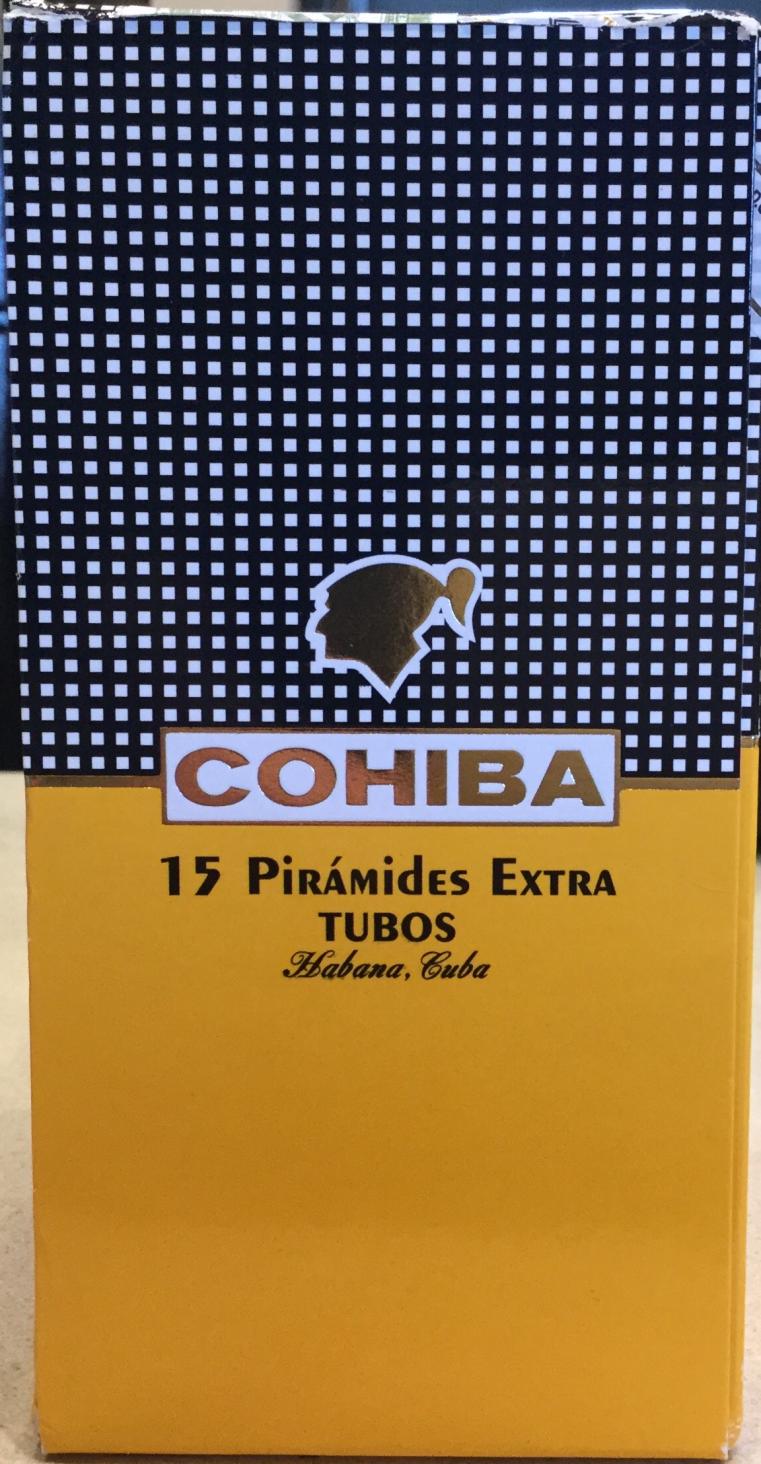 COHIBA
15 Pirámides Extra
TUBOS
Habana, Cuba